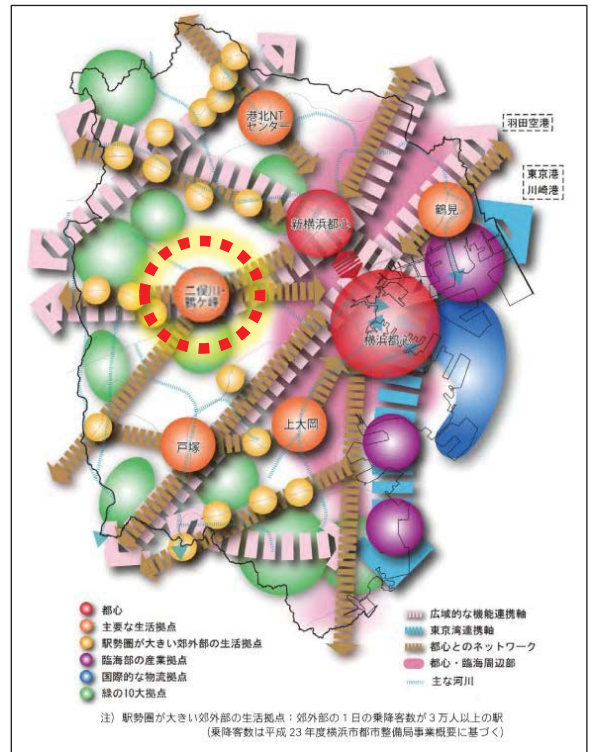 港北NT
センター
羽田空港
東京港
川崎港
鶴見
新横浜都心
二俣川・
鶴ケ峰
横浜都心
上大岡
戸塚
都心
主要な生活拠点
駅勢圏が大きい郊外部の生活拠点
臨海部の産業拠点
国際的な物流拠点
緑の10大拠点
広域的な機能連携軸
東京湾連携軸
都心とのネットワーク
都心・臨海周辺部
主な河川
注)駅勢圏が大きい郊外部の生活拠点:郊外部の1日の乗降客数が3万人以上の駅
(乗降客数は平成23年度横浜市都市整備局事業概要に基づく)